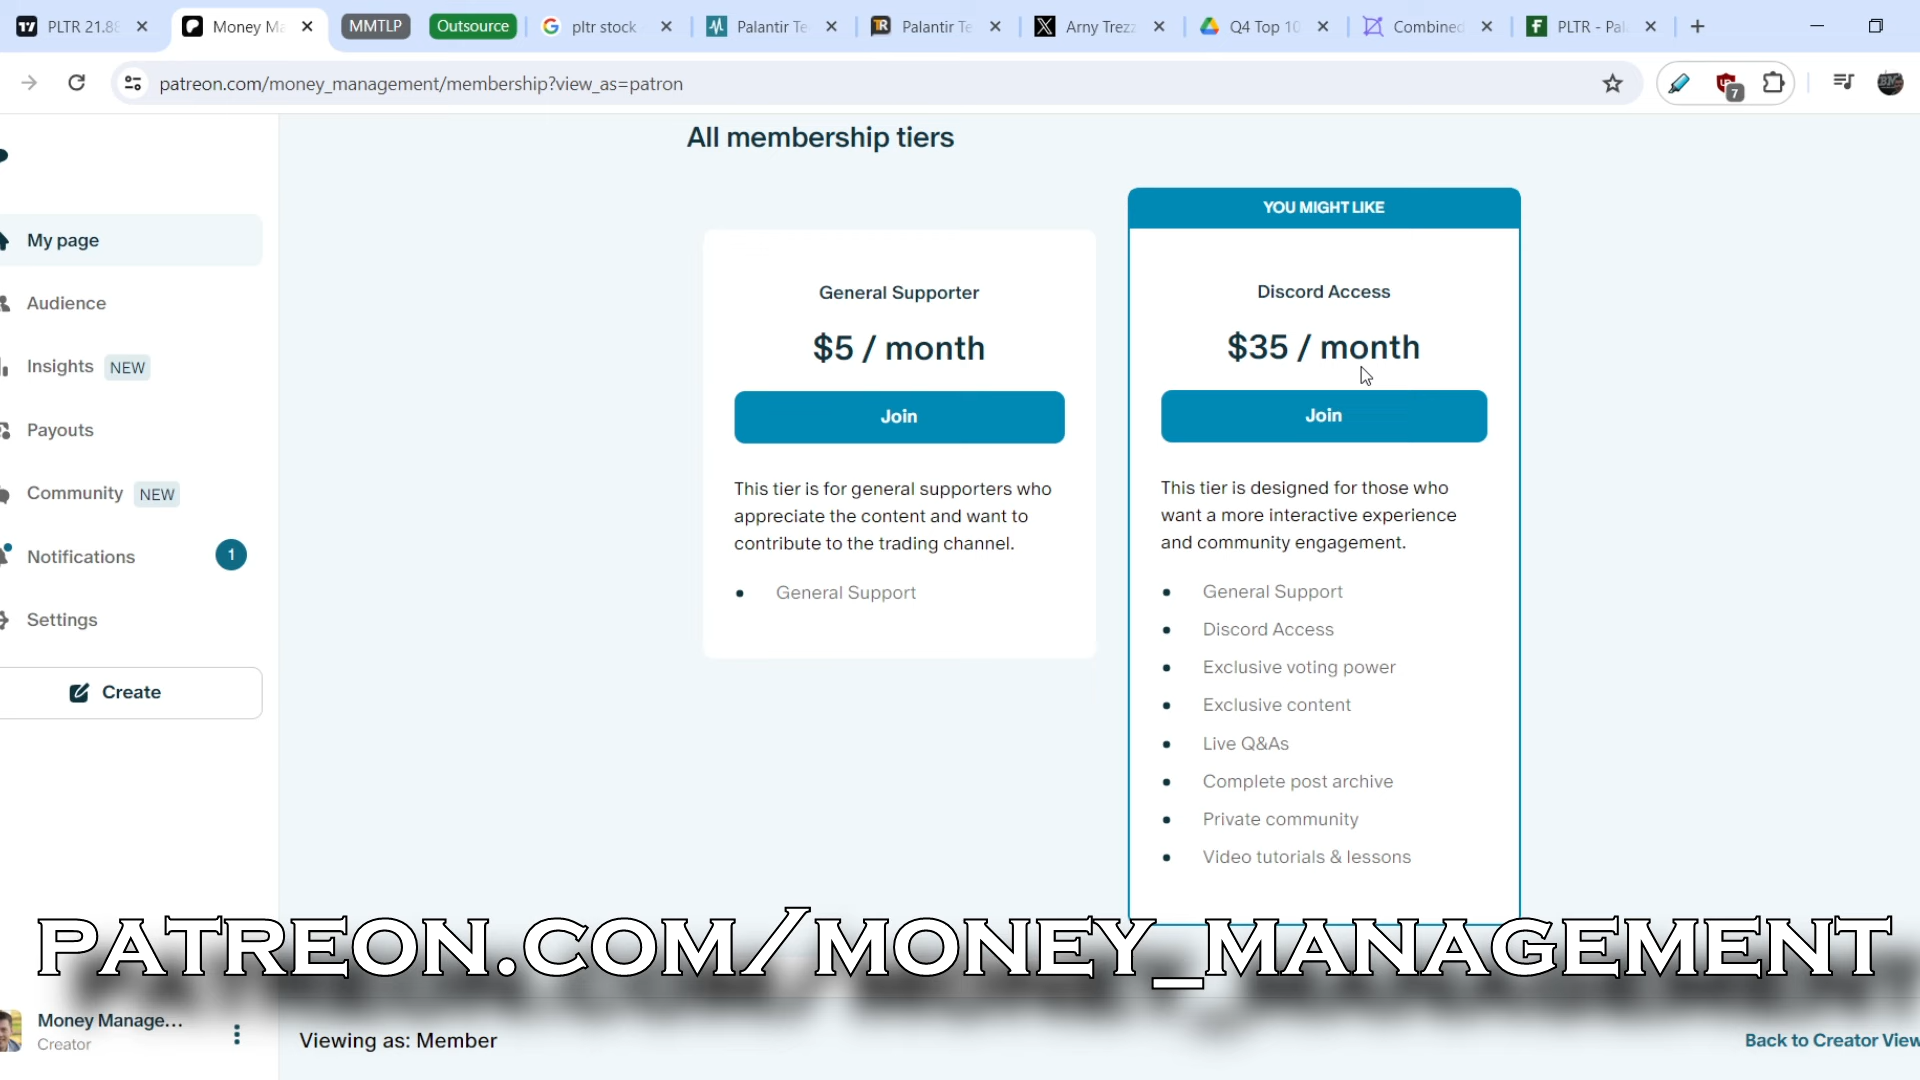 PLTR 21.88
Money Ma
MMTLP
Outsource
pltr stock
Palantir Te
Palantir Te
Arny Trezz
Q4 Top 10
Combined
PLTR - Pal
patreon.com/money_management/membership?view_as=patron
7
All membership tiers
My page
Audience
Insights NEW
Payouts
Community NEW
Notifications 1
Settings
Create
General Supporter
$5 / month
Join
This tier is for general supporters who
appreciate the content and want to
contribute to the trading channel.
General Support
YOU MIGHT LIKE
Discord Access
$35 / month
Join
This tier is designed for those who
want a more interactive experience
and community engagement.
General Support
Discord Access
Exclusive voting power
Exclusive content
Live Q&As
Complete post archive
Private community
Video tutorials & lessons
PATREON.COM/MONEY_MANAGEMENT
Money Manage...
Creator
Viewing as: Member
Back to Creator View